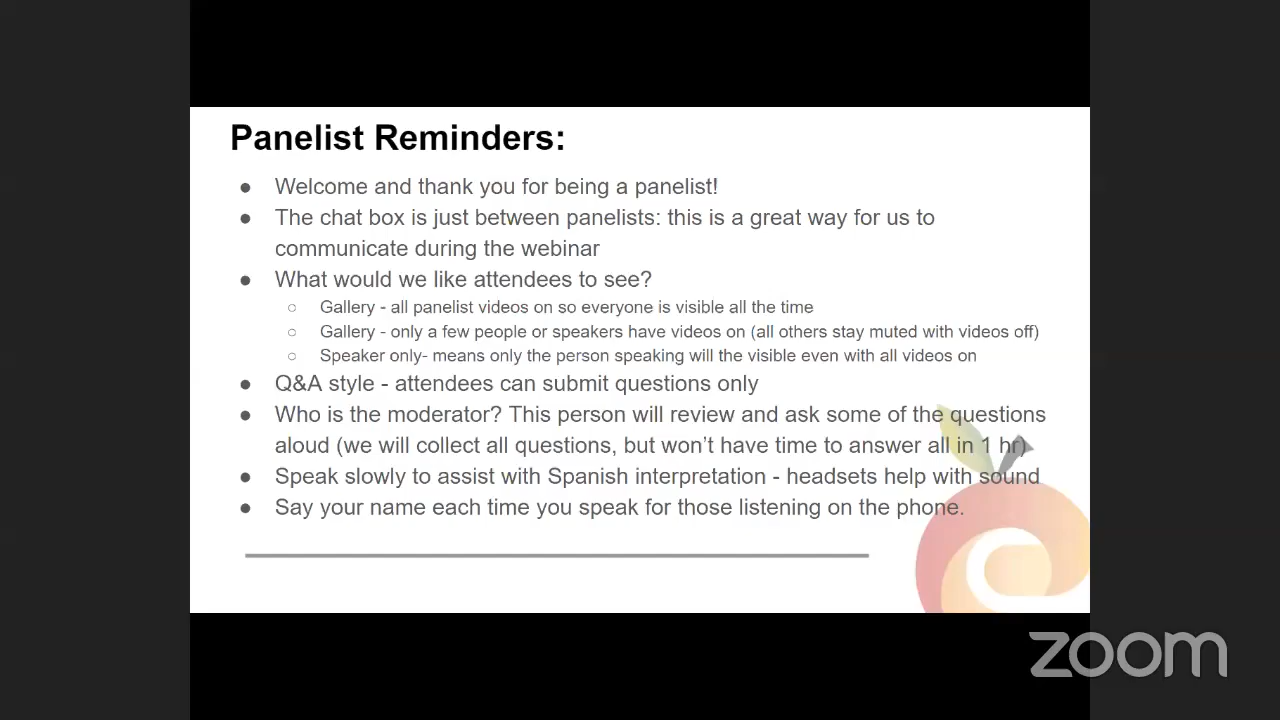 Panelist Reminders:
● Welcome and thank you for being a panelist!
● The chat box is just between panelists: this is a great way for us to
communicate during the webinar
● What would we like attendees to see?
○ Gallery - all panelist videos on so everyone is visible all the time
○ Gallery - only a few people or speakers have videos on (all others stay muted with videos off)
○ Speaker only- means only the person speaking will the visible even with all videos on
● Q&A style - attendees can submit questions only
● Who is the moderator? This person will review and ask some of the questions
aloud (we will collect all questions, but won't have time to answer all in 1 hr)
● Speak slowly to assist with Spanish interpretation - headsets help with sound
● Say your name each time you speak for those listening on the phone.
zoom